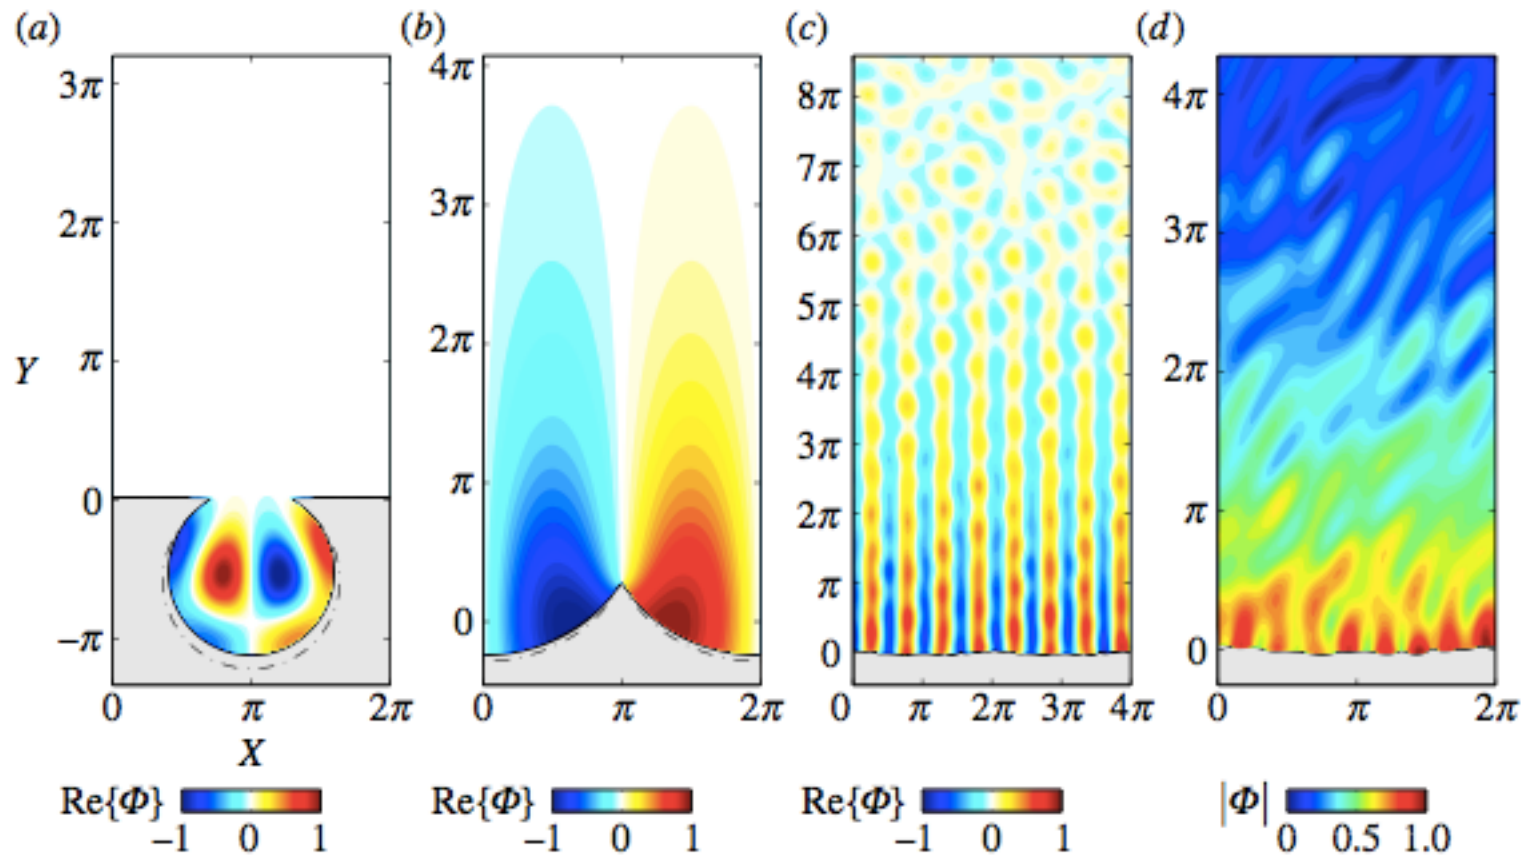 (a) (b) (c) (d)
3π 4π 8π 4π
7π
2π 3π 6π 3π
5π
Y π 2π 4π 2π
3π
0 π 2π π
π
−π 0 0 0
0 π 2π 0 π 2π 0 π 2π 3π 4π 0 π 2π
X
Re{Φ} Re{Φ} Re{Φ} |Φ|
−1 0 1 −1 0 1 −1 0 1 0 0.5 1.0